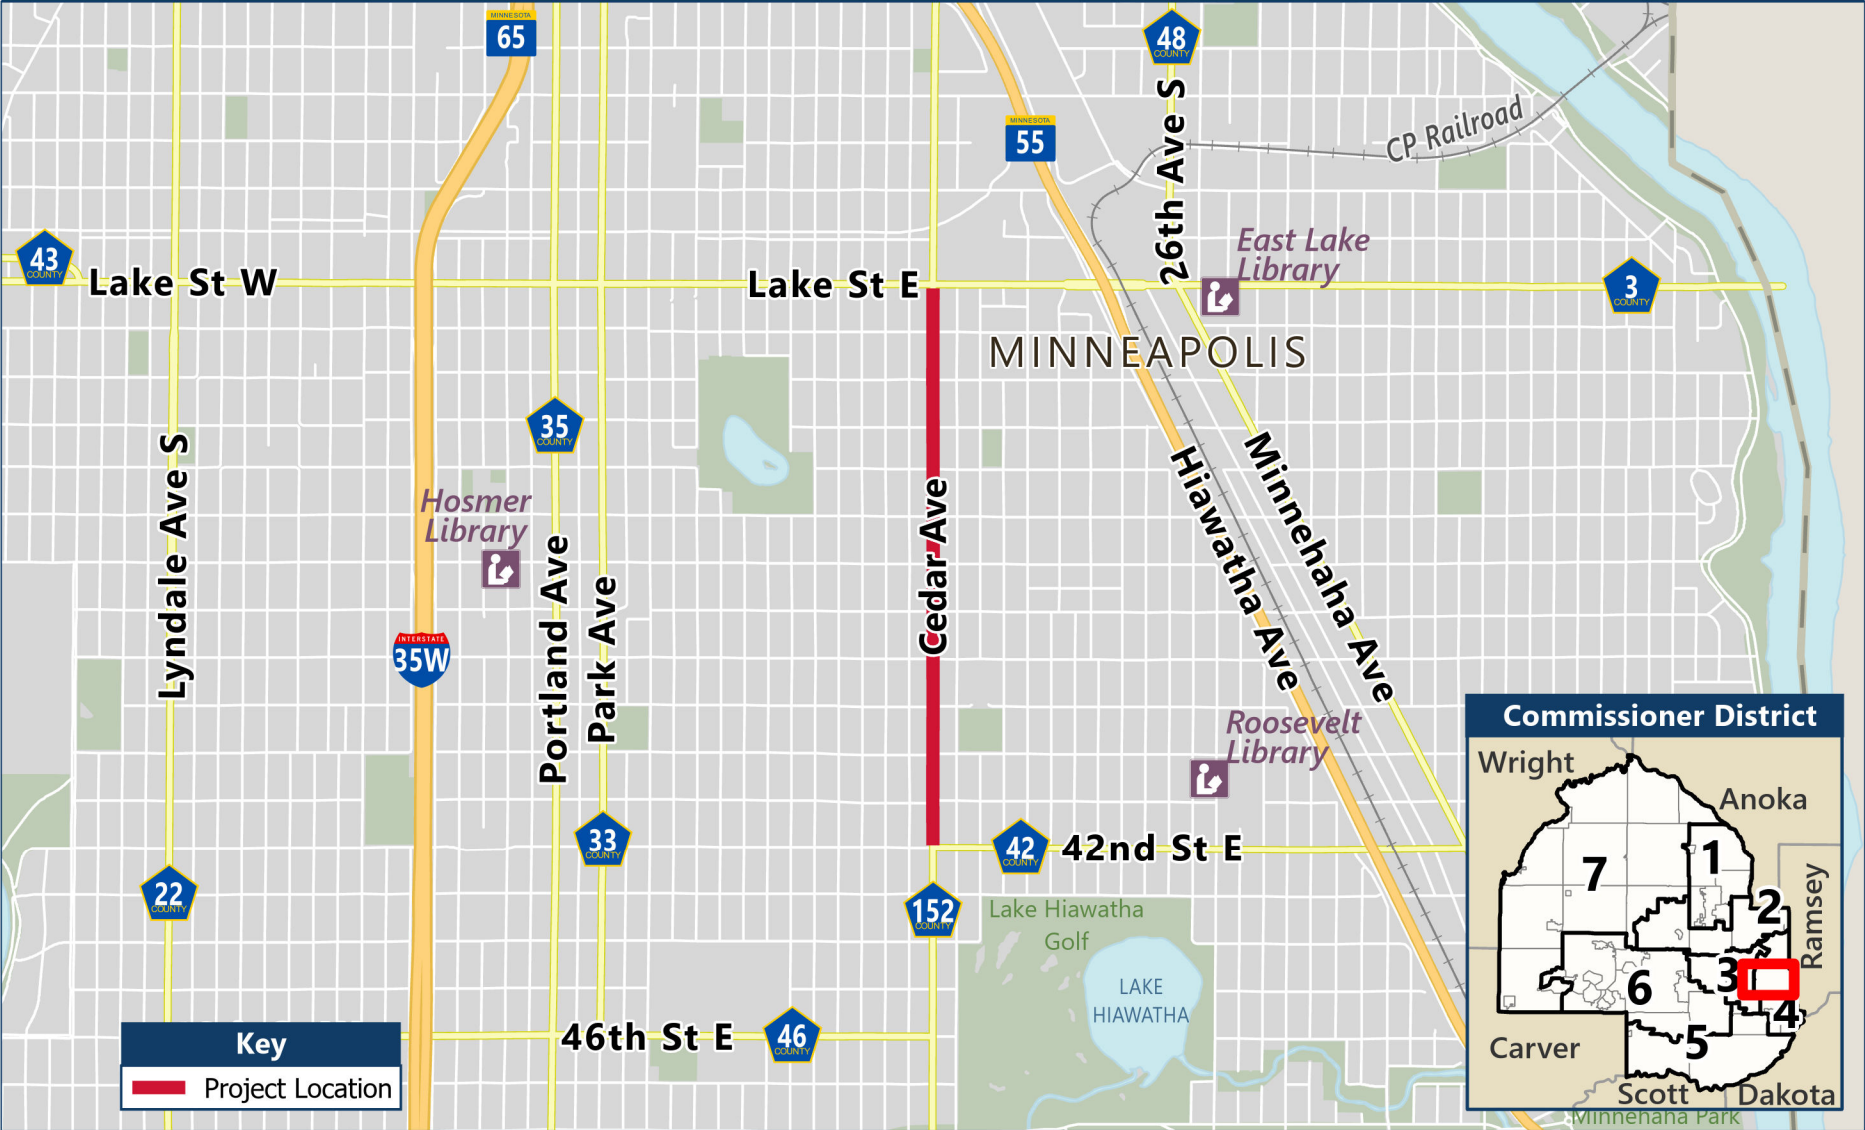 MINNESOTA
65
48
COUNTY
MINNESOTA
55
26th Ave S
CP Railroad
43
COUNTY
Lake St W
Lake St E
East Lake
Library
3
COUNTY
MINNEAPOLIS
35
COUNTY
Lyndale Ave S
Hosmer
Library
Cedar Ave
Hiawatha Ave
Minnehaha Ave
Portland Ave
Park Ave
INTERSTATE
35W
Roosevelt
Library
33
COUNTY
42
COUNTY
42nd St E
22
COUNTY
152
COUNTY
Lake Hiawatha
Golf
LAKE
HIAWATHA
46th St E
46
COUNTY
Key
Project Location
Commissioner District
Wright
Anoka
7
1
2
Ramsey
3
6
4
5
Carver
Scott
Dakota
Minnehaha Park